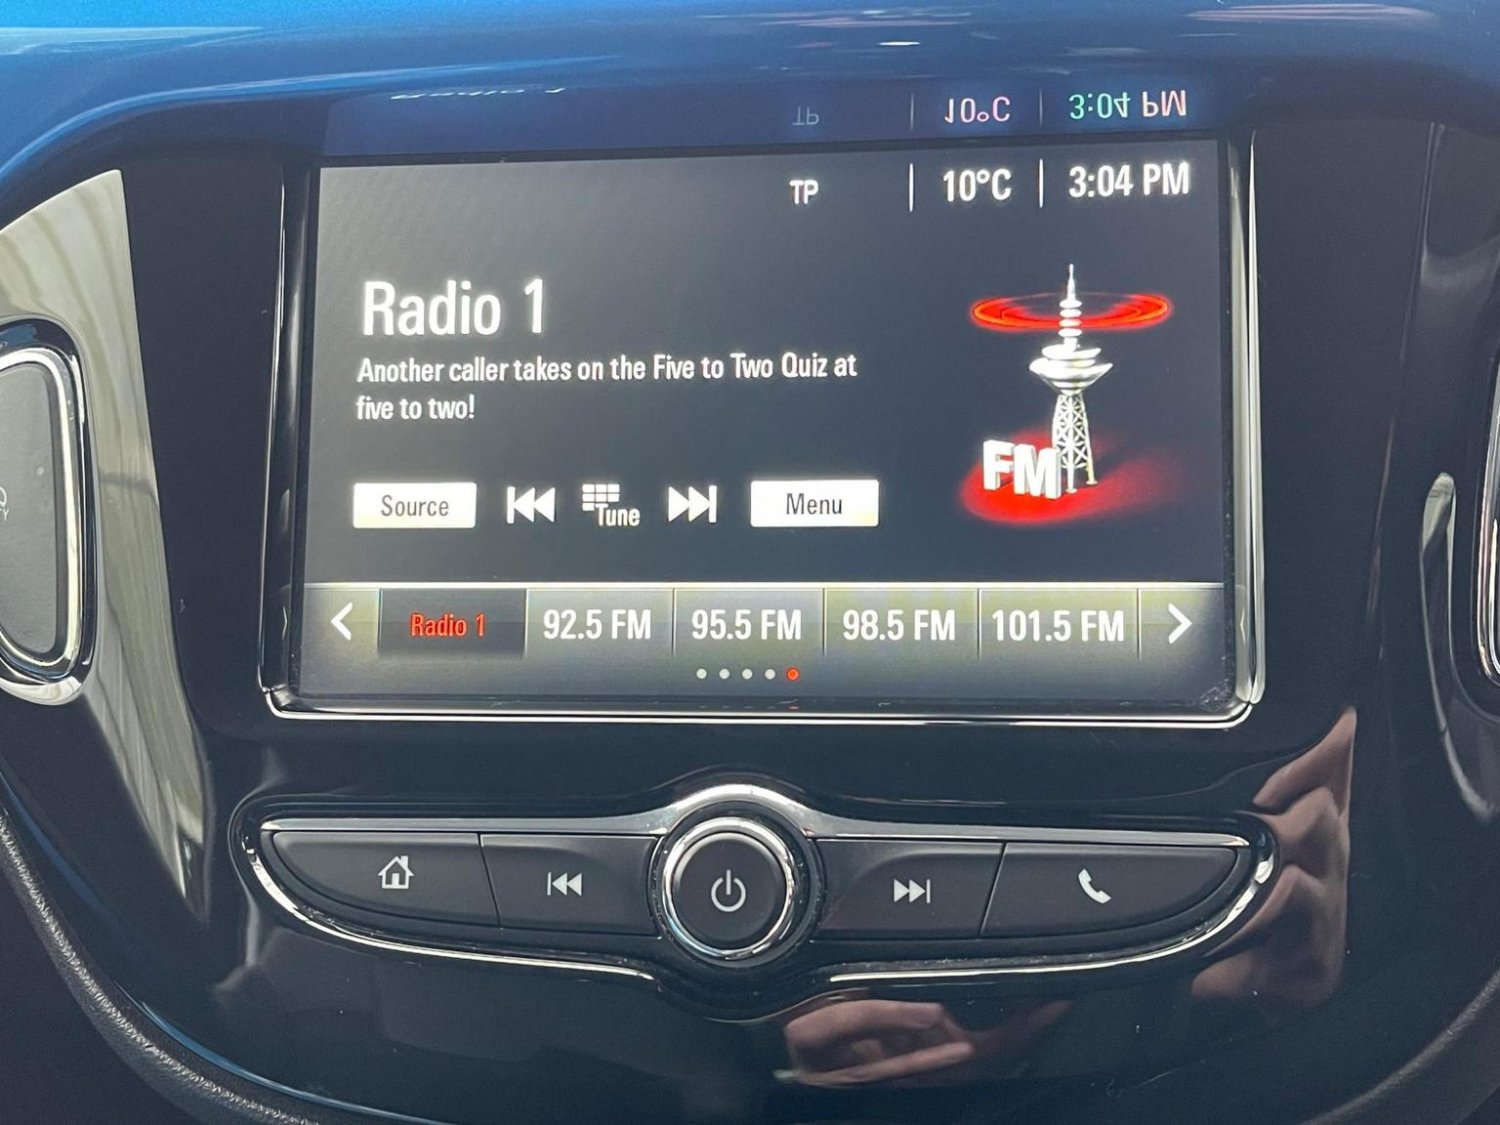 TP 10°C 3:04 PM
Radio 1
Another caller takes on the Five to Two Quiz at
five to two!
FM
Source Tune Menu
Radio 1 92.5 FM 95.5 FM 98.5 FM 101.5 FM